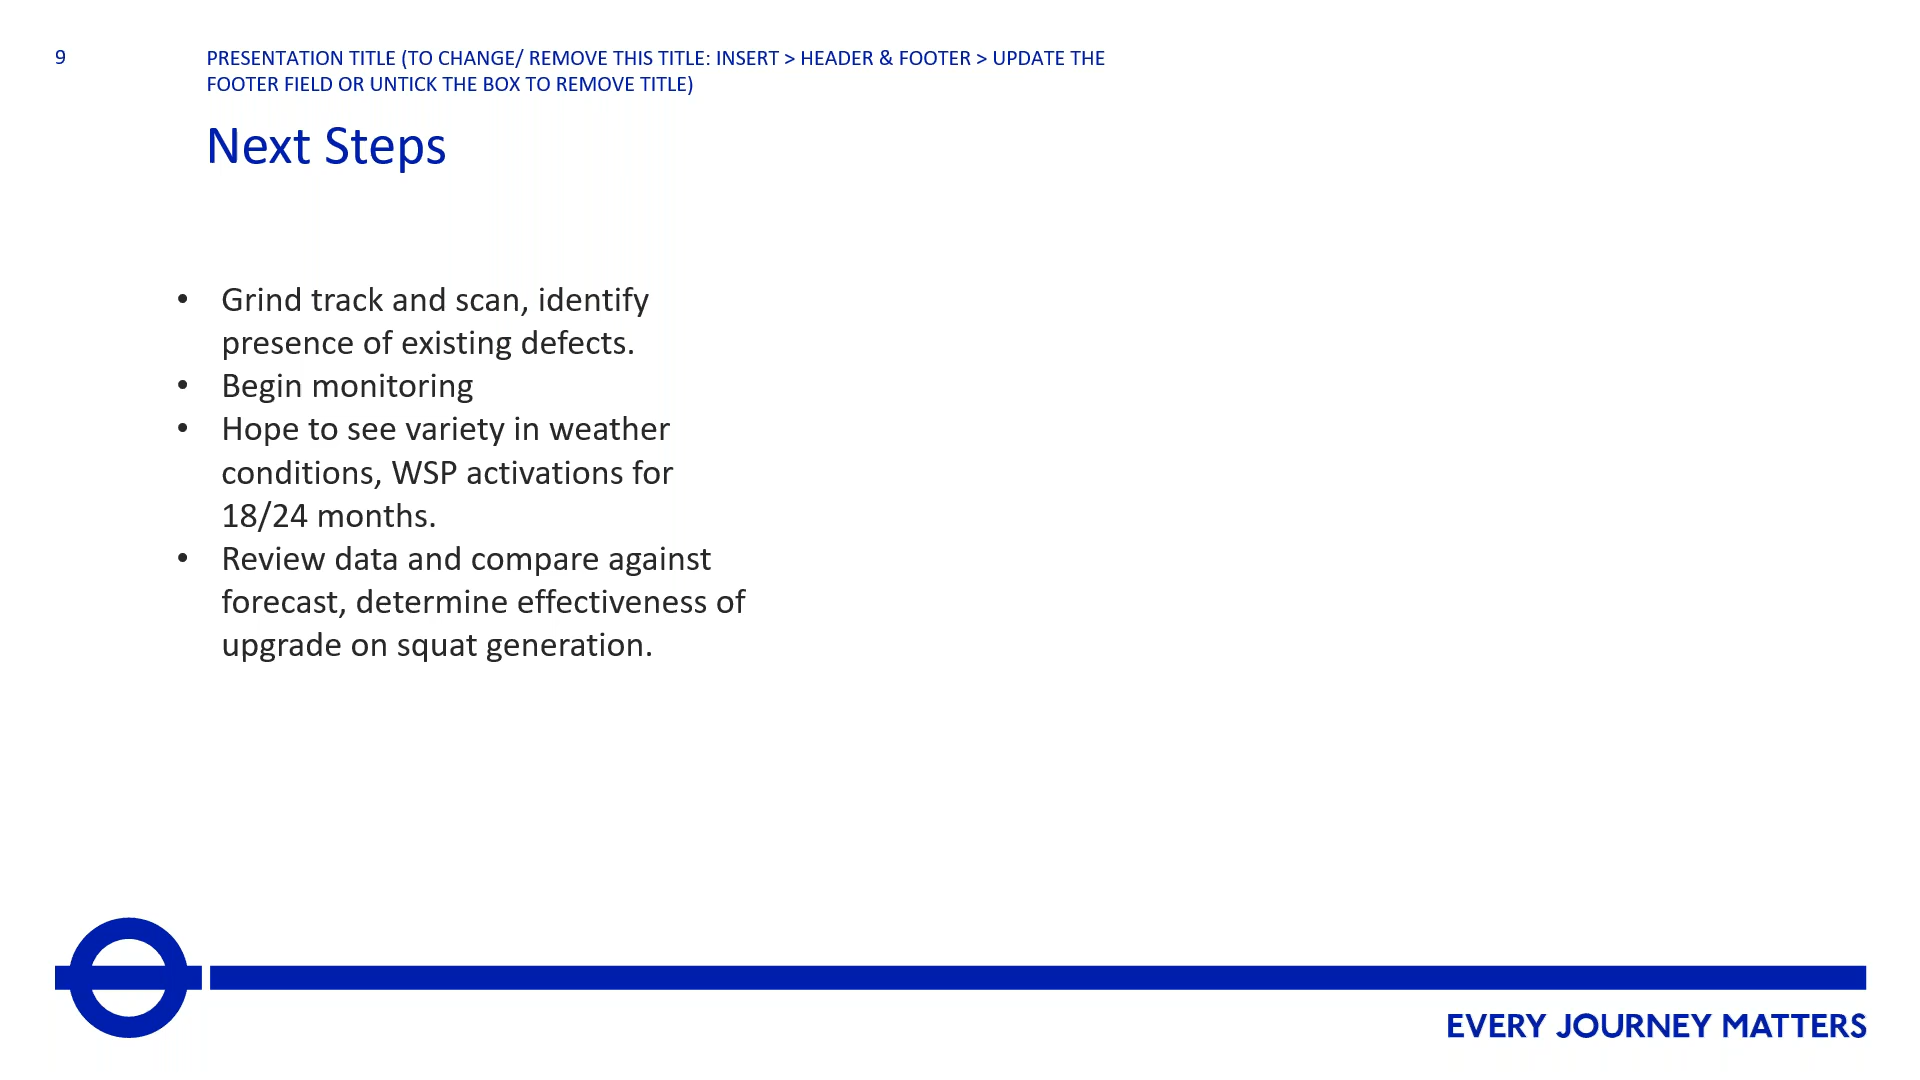 9
PRESENTATION TITLE (TO CHANGE/ REMOVE THIS TITLE: INSERT > HEADER & FOOTER > UPDATE THE
FOOTER FIELD OR UNTICK THE BOX TO REMOVE TITLE)
Next Steps
• Grind track and scan, identify
presence of existing defects.
• Begin monitoring
• Hope to see variety in weather
conditions, WSP activations for
18/24 months.
• Review data and compare against
forecast, determine effectiveness of
upgrade on squat generation.
EVERY JOURNEY MATTERS